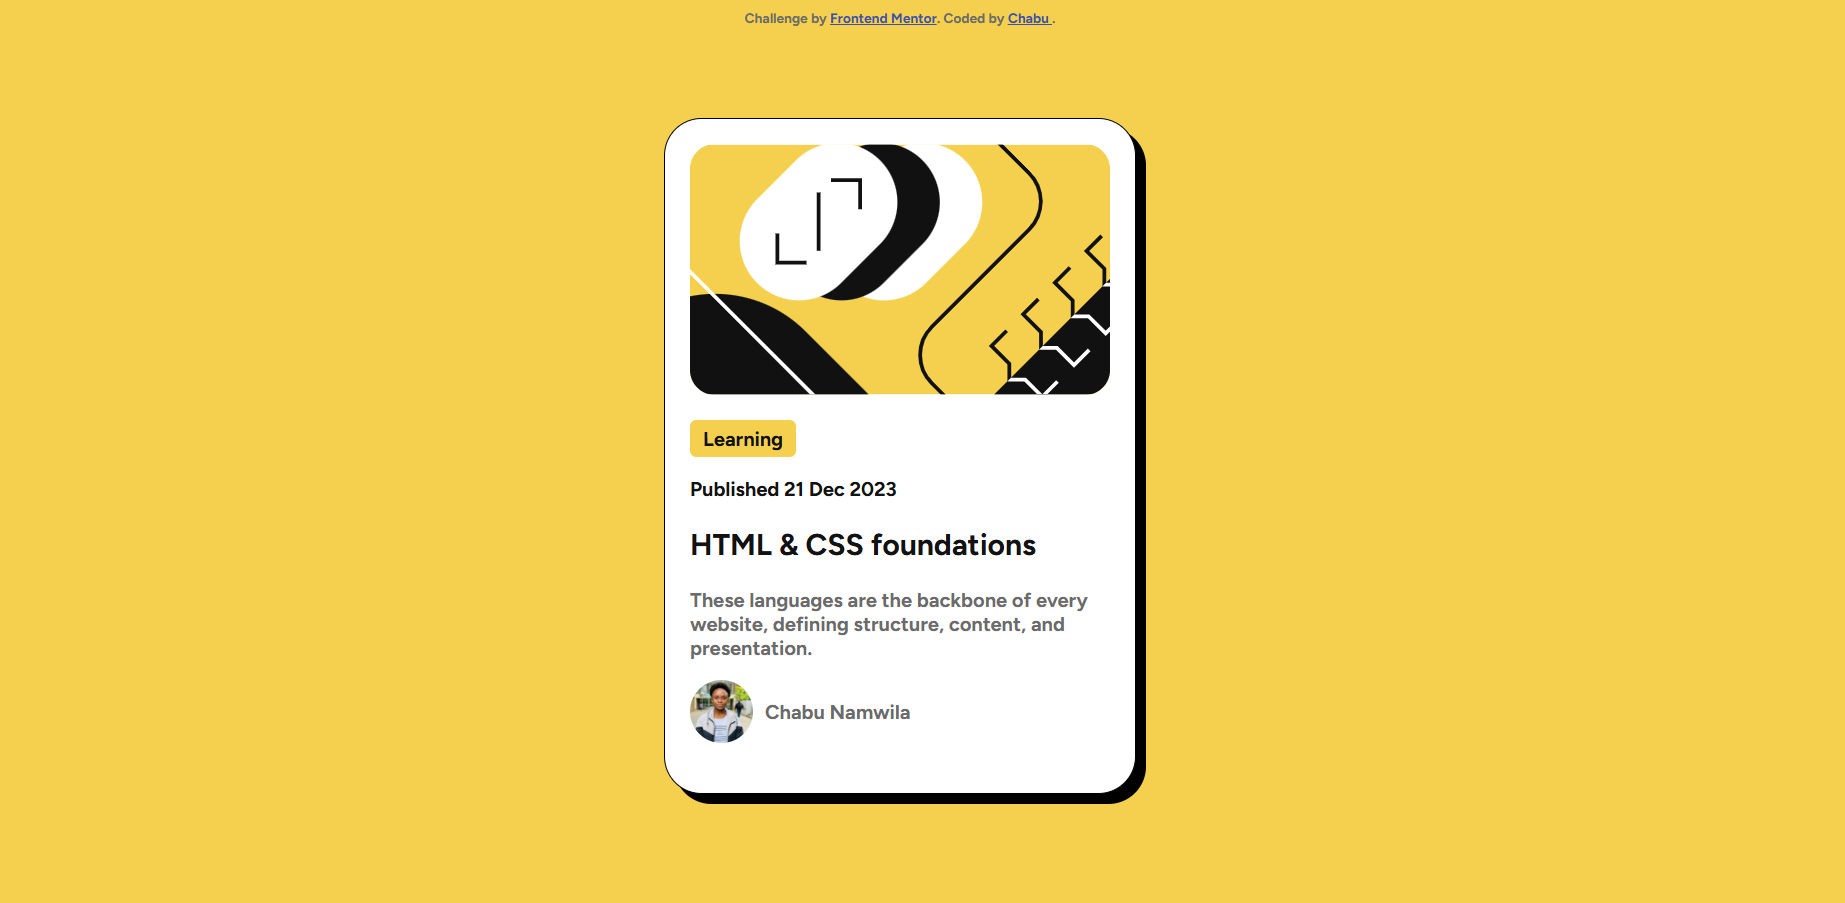 Challenge by Frontend Mentor. Coded by Chabu .
Learning
Published 21 Dec 2023
HTML & CSS foundations
These languages are the backbone of every
website, defining structure, content, and
presentation.
Chabu Namwila